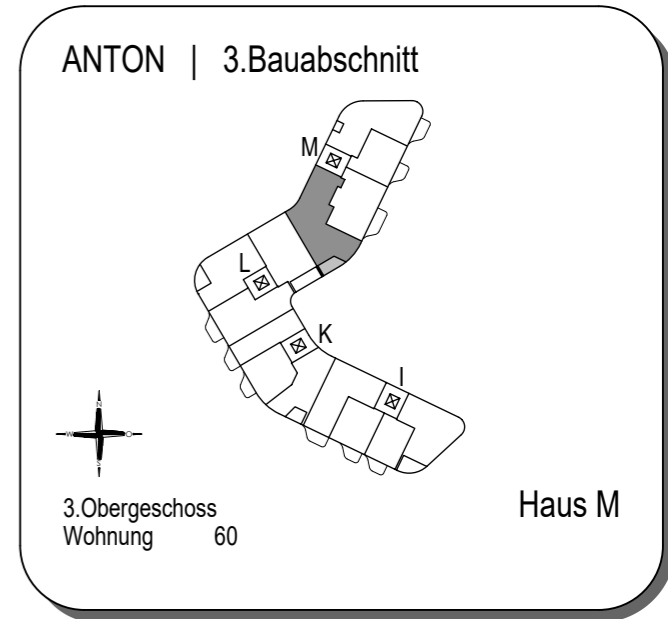 ANTON | 3.Bauabschnitt
M
L
K
I
N
W O
S
3.Obergeschoss
Wohnung 60
Haus M